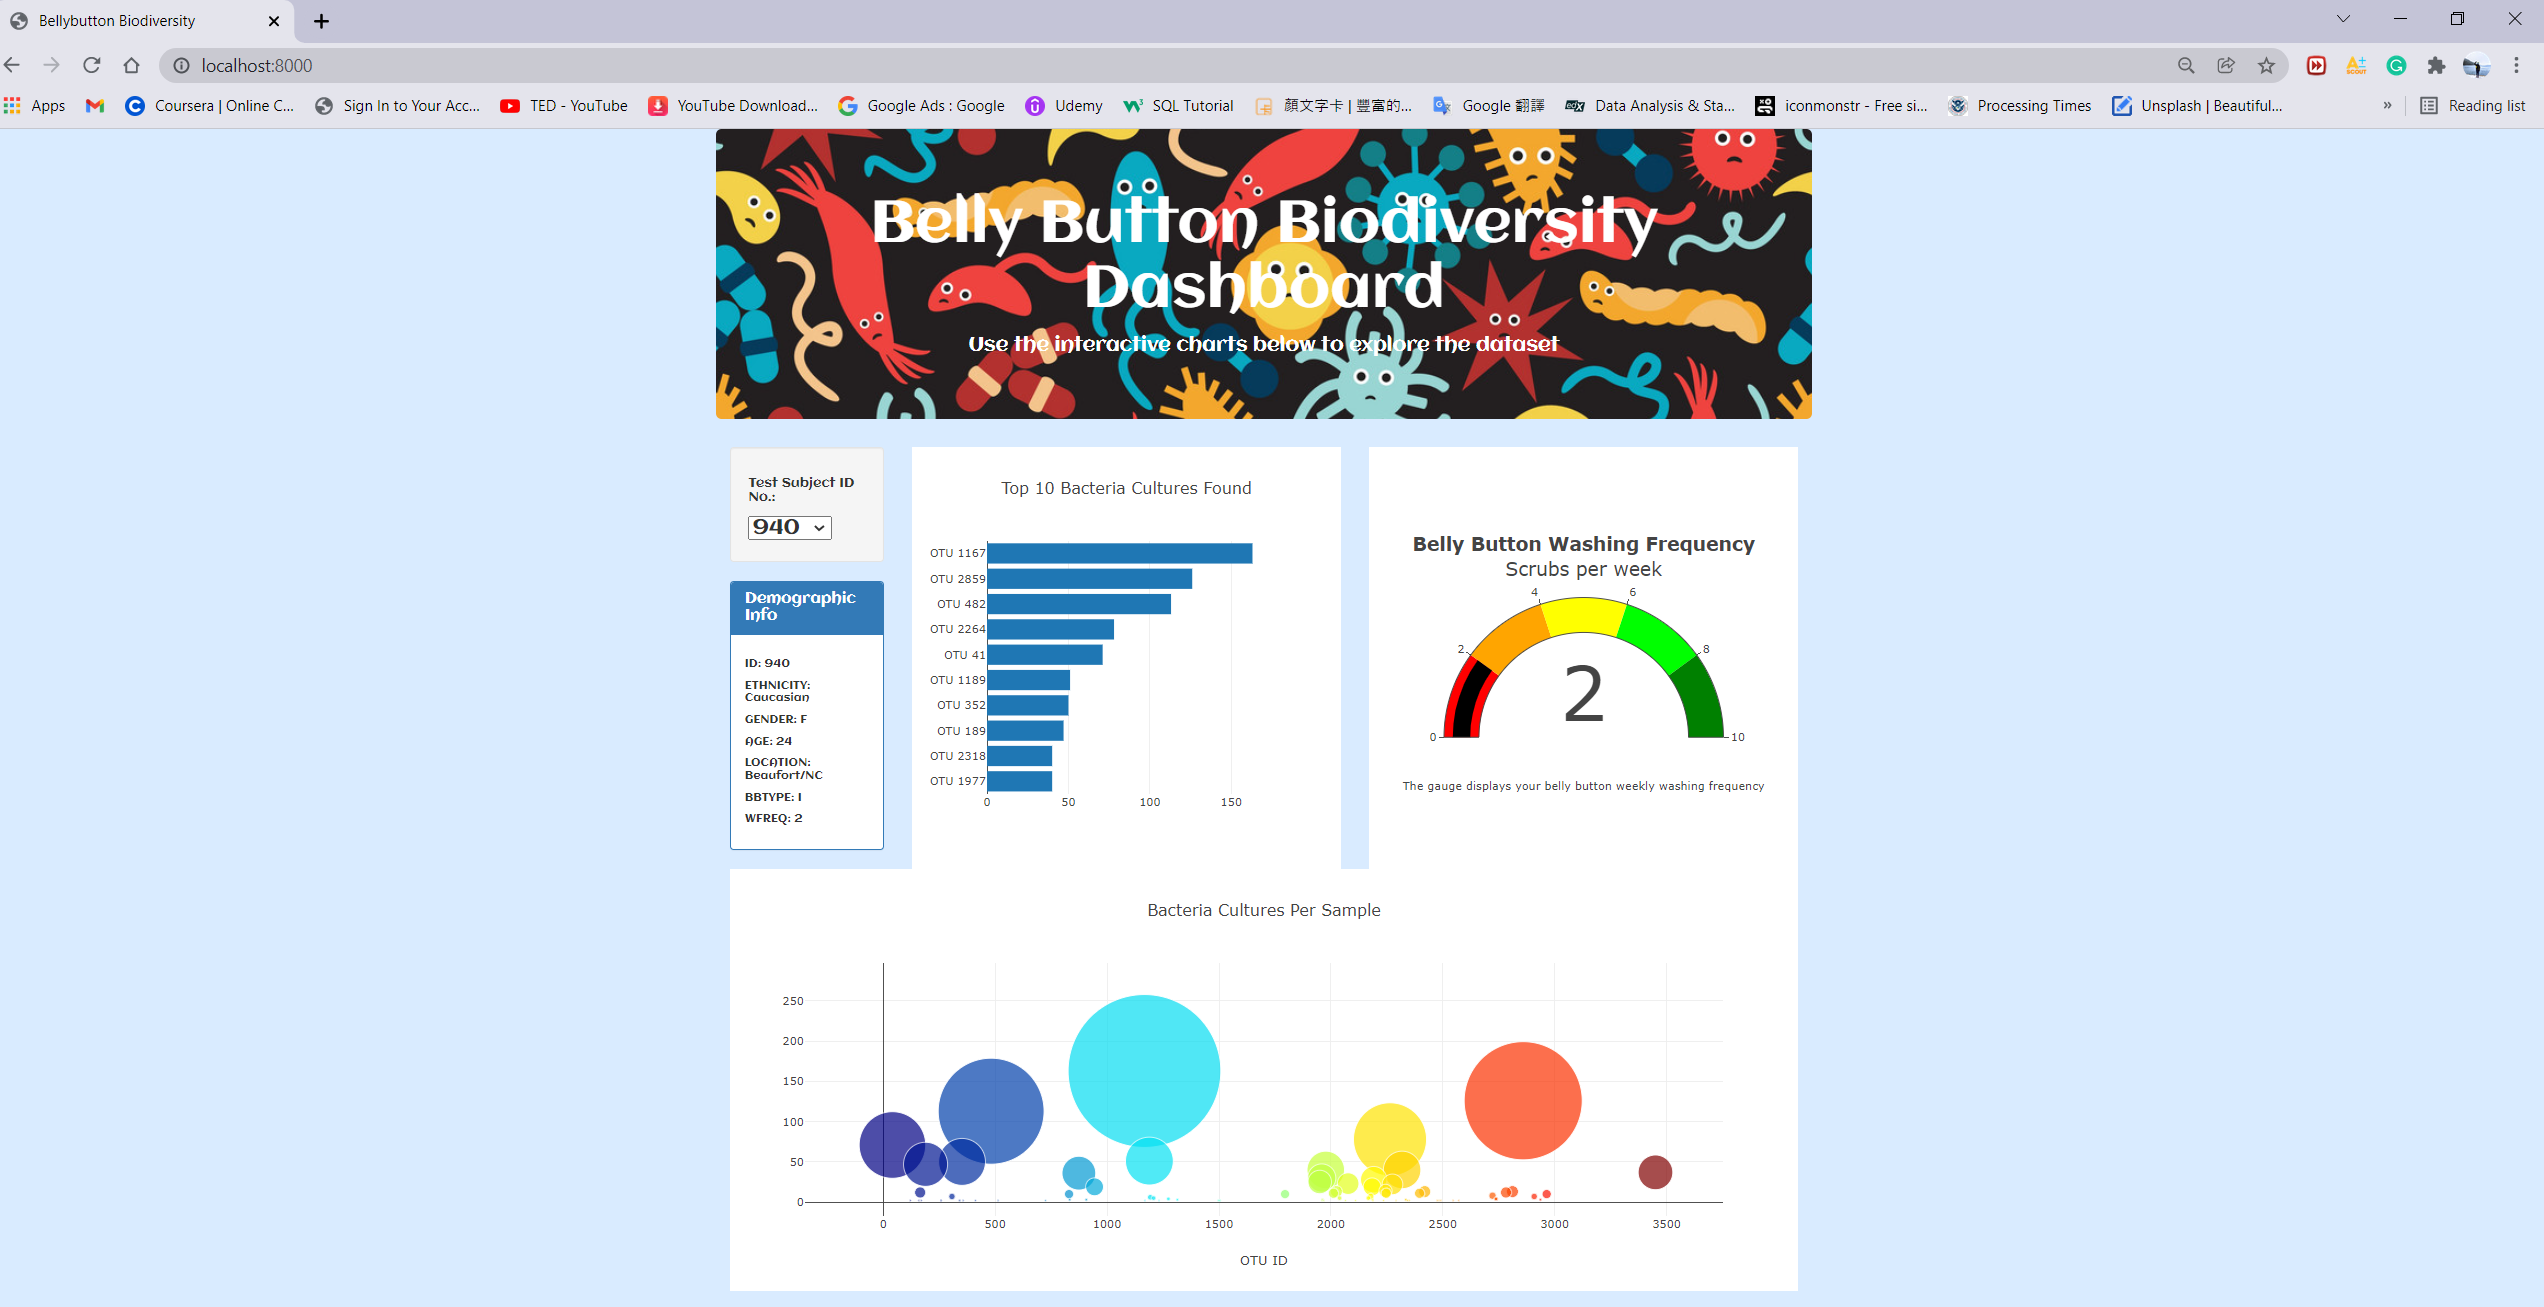 Bellybutton Biodiversity
localhost:8000
Apps
Coursera | Online C...
Sign In to Your Acc...
TED - YouTube
YouTube Download...
Google Ads : Google
Udemy
SQL Tutorial
顏文字卡 | 豐富的...
Google 翻譯
Data Analysis & Sta...
iconmonstr - Free si...
Processing Times
Unsplash | Beautiful...
»
Reading list
Belly Button Biodiversity
Dashboard
Use the interactive charts below to explore the dataset
Test Subject ID
No.:
940
Demographic
Info
ID: 940
ETHNICITY:
Caucasian
GENDER: F
AGE: 24
LOCATION:
Beaufort/NC
BBTYPE: I
WFREQ: 2
Top 10 Bacteria Cultures Found
OTU 1167
OTU 2859
OTU 482
OTU 2264
OTU 41
OTU 1189
OTU 352
OTU 189
OTU 2318
OTU 1977
0 50 100 150
Belly Button Washing Frequency
Scrubs per week
4 6
2 8
2
0 10
The gauge displays your belly button weekly washing frequency
Bacteria Cultures Per Sample
250
200
150
100
50
0
0 500 1000 1500 2000 2500 3000 3500
OTU ID